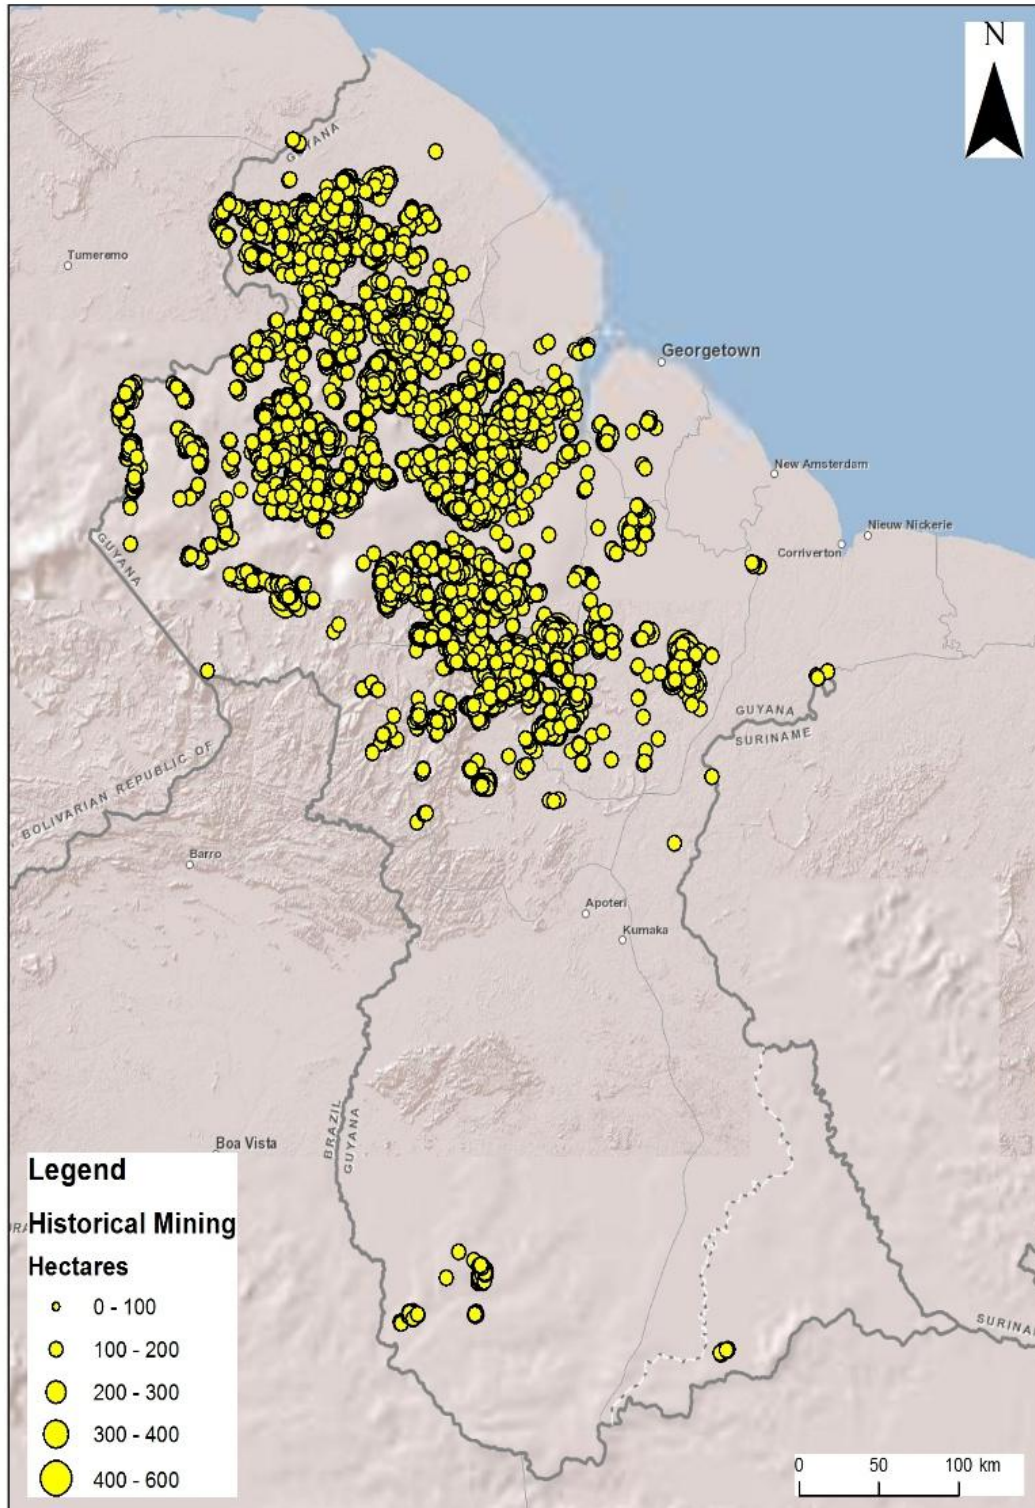 N
GUYANA
Tumeremo
Georgetown
New Amsterdam
Nieuw Nickerie
Corriverton
GUYANA
GUYANA
SURINAME
BOLIVARIAN REPUBLIC OF
Barro
Apoteri
Kumaka
BRAZIL
GUYANA
Boa Vista
Legend
Historical Mining
Hectares
0 - 100
100 - 200
200 - 300
300 - 400
400 - 600
SURINAM
0 50 100 km